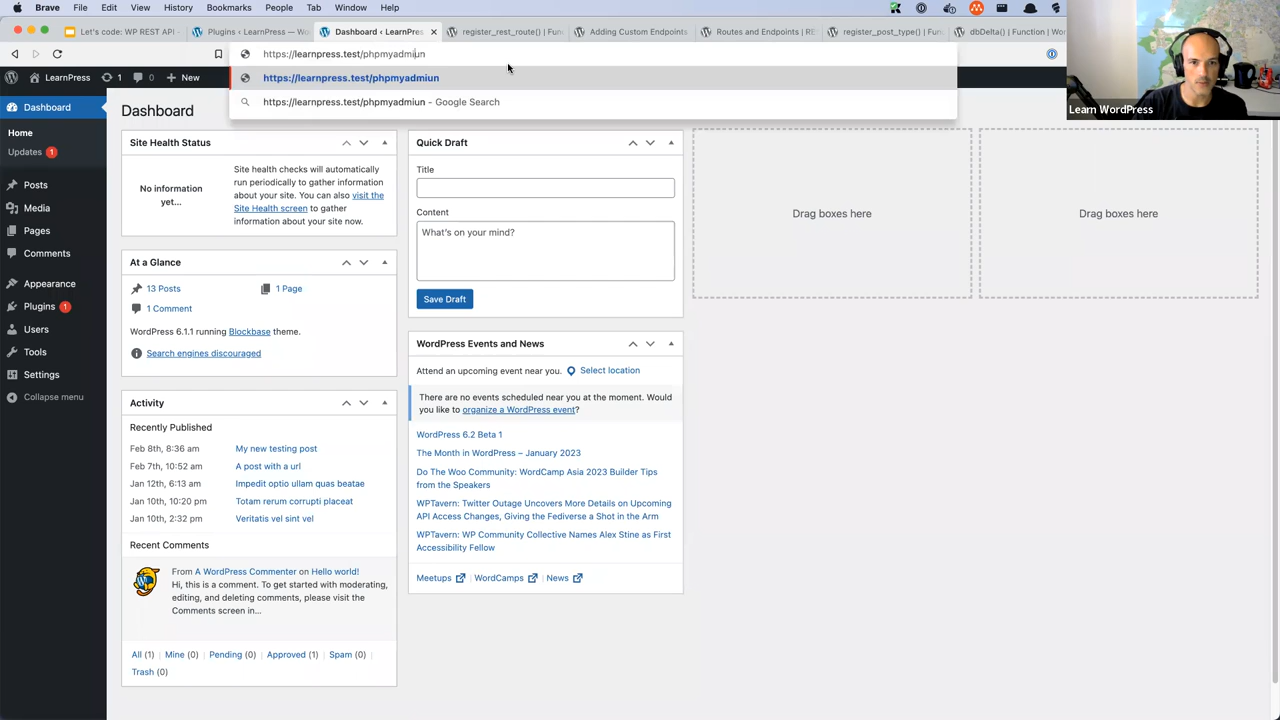 Brave File Edit View History Bookmarks People Tab Window Help
Let's code: WP REST API -
Plugins ‹ LearnPress — Wo
Dashboard ‹ LearnPres
register_rest_route() | Fun
Adding Custom Endpoints
Routes and Endpoints | RE
register_post_type() | Fun
dbDelta() | Function | Wor
https://learnpress.test/phpmyadmiun
https://learnpress.test/phpmyadmiun
https://learnpress.test/phpmyadmiun - Google Search
LearnPress 1 0 + New
Learn WordPress
Dashboard
Home
Updates 1
Posts
Media
Pages
Comments
Appearance
Plugins 1
Users
Tools
Settings
Collapse menu
Dashboard
Site Health Status
No information
yet...
Site health checks will automatically
run periodically to gather information
about your site. You can also visit the
Site Health screen to gather
information about your site now.
At a Glance
13 Posts
1 Page
1 Comment
WordPress 6.1.1 running Blockbase theme.
Search engines discouraged
Activity
Recently Published
Feb 8th, 8:36 am My new testing post
Feb 7th, 10:52 am A post with a url
Jan 12th, 6:13 am Impedit optio ullam quas beatae
Jan 10th, 10:20 pm Totam rerum corrupti placeat
Jan 10th, 2:32 pm Veritatis vel sint vel
Recent Comments
From A WordPress Commenter on Hello world!
Hi, this is a comment. To get started with moderating,
editing, and deleting comments, please visit the
Comments screen in…
All (1) | Mine (0) | Pending (0) | Approved (1) | Spam (0) |
Trash (0)
Quick Draft
Title
Content
What's on your mind?
Save Draft
WordPress Events and News
Attend an upcoming event near you. Select location
There are no events scheduled near you at the moment. Would
you like to organize a WordPress event?
WordPress 6.2 Beta 1
The Month in WordPress – January 2023
Do The Woo Community: WordCamp Asia 2023 Builder Tips
from the Speakers
WPTavern: Twitter Outage Uncovers More Details on Upcoming
API Access Changes, Giving the Fediverse a Shot in the Arm
WPTavern: WP Community Collective Names Alex Stine as First
Accessibility Fellow
Meetups | WordCamps | News
Drag boxes here
Drag boxes here